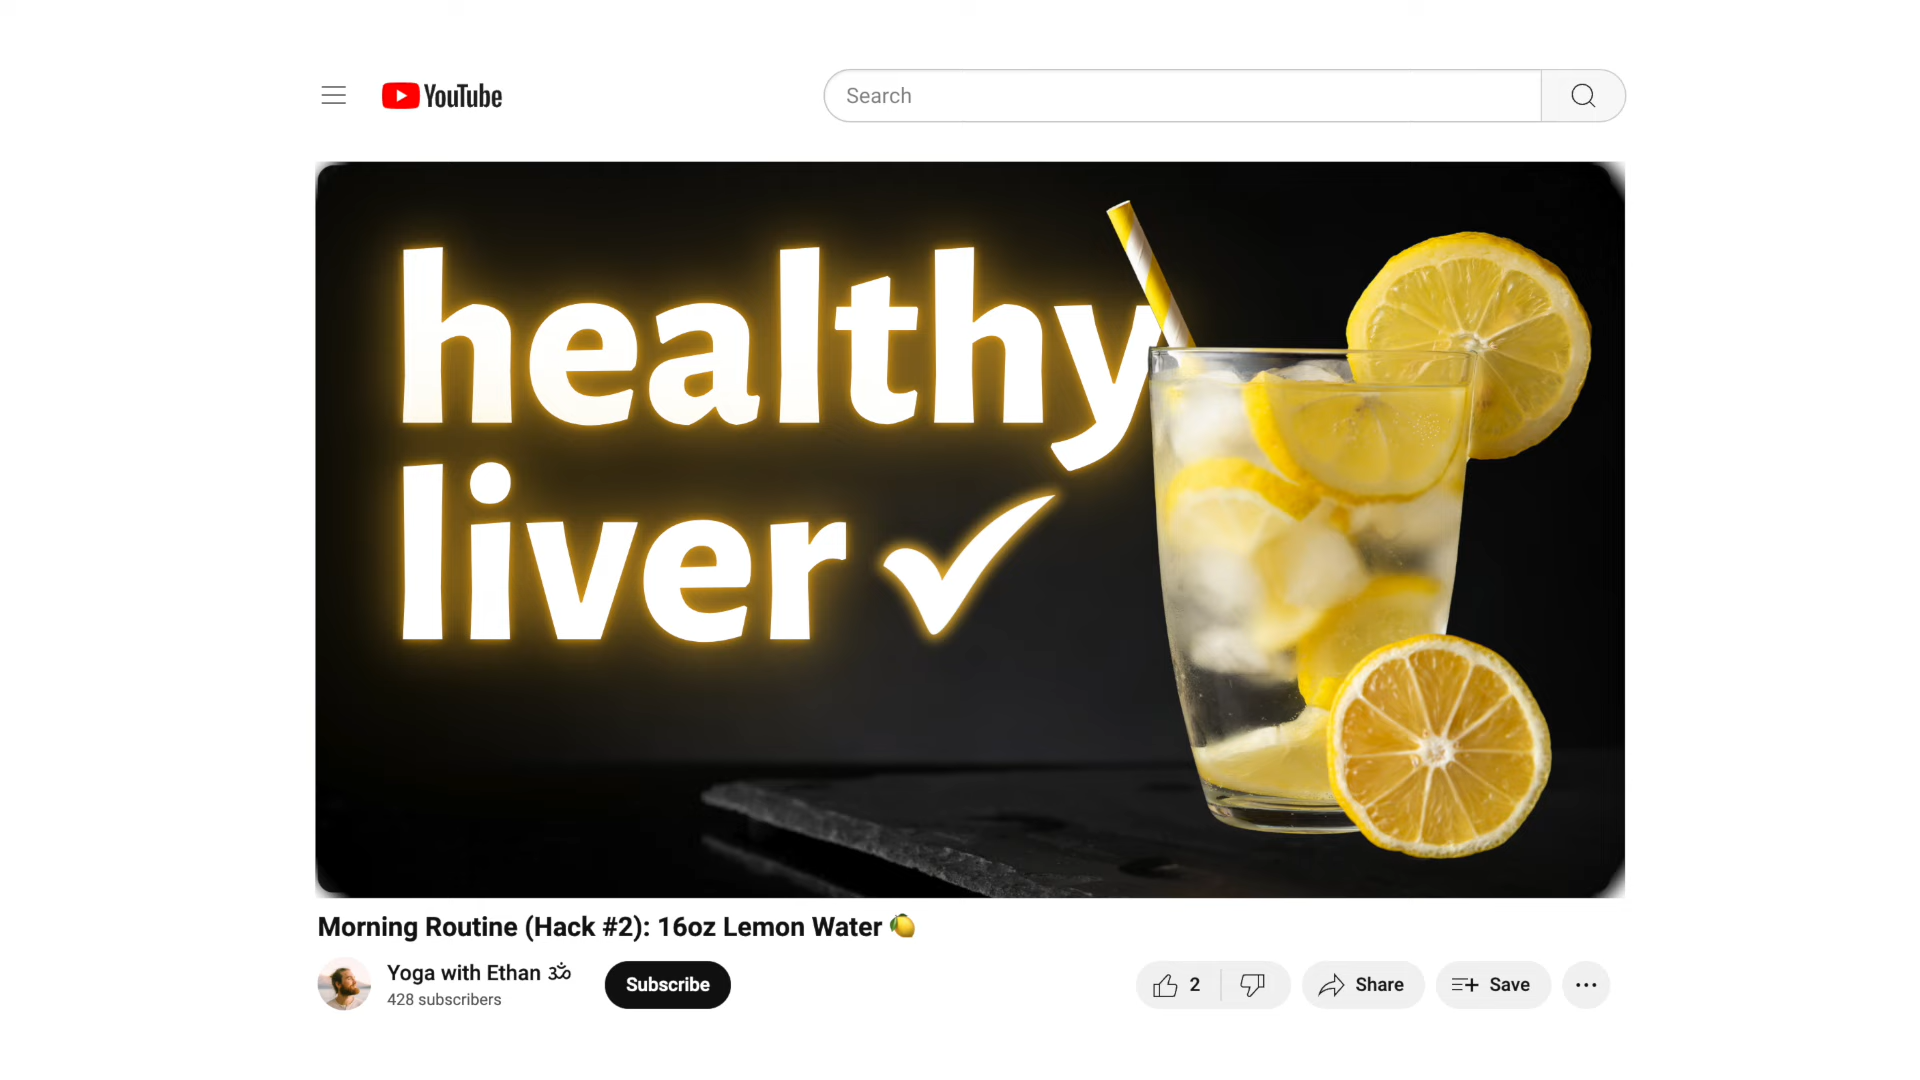 YouTube
Search
healthy
liver ✓
Morning Routine (Hack #2): 16oz Lemon Water 🍋
Yoga with Ethan ॐ
428 subscribers
Subscribe
2
Share
Save